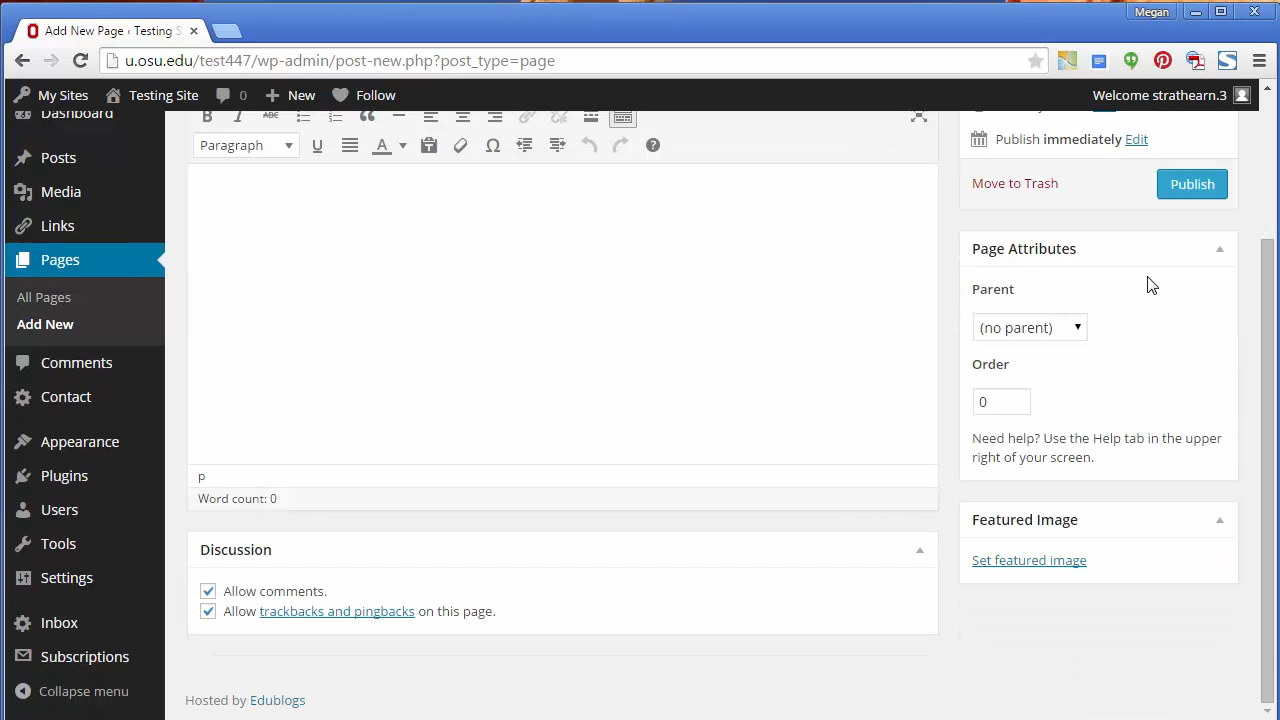 Megan
Add New Page ‹ Testing S
u.osu.edu/test447/wp-admin/post-new.php?post_type=page
My Sites Testing Site 0 New Follow Welcome strathearn.3
Dashboard
Posts
Media
Links
Pages
All Pages
Add New
Comments
Contact
Appearance
Plugins
Users
Tools
Settings
Inbox
Subscriptions
Collapse menu
B I ABC
Paragraph U A Ω ?
p
Word count: 0
Discussion
Allow comments.
Allow trackbacks and pingbacks on this page.
Hosted by Edublogs
Publish immediately Edit
Move to Trash Publish
Page Attributes
Parent
(no parent)
Order
0
Need help? Use the Help tab in the upper
right of your screen.
Featured Image
Set featured image